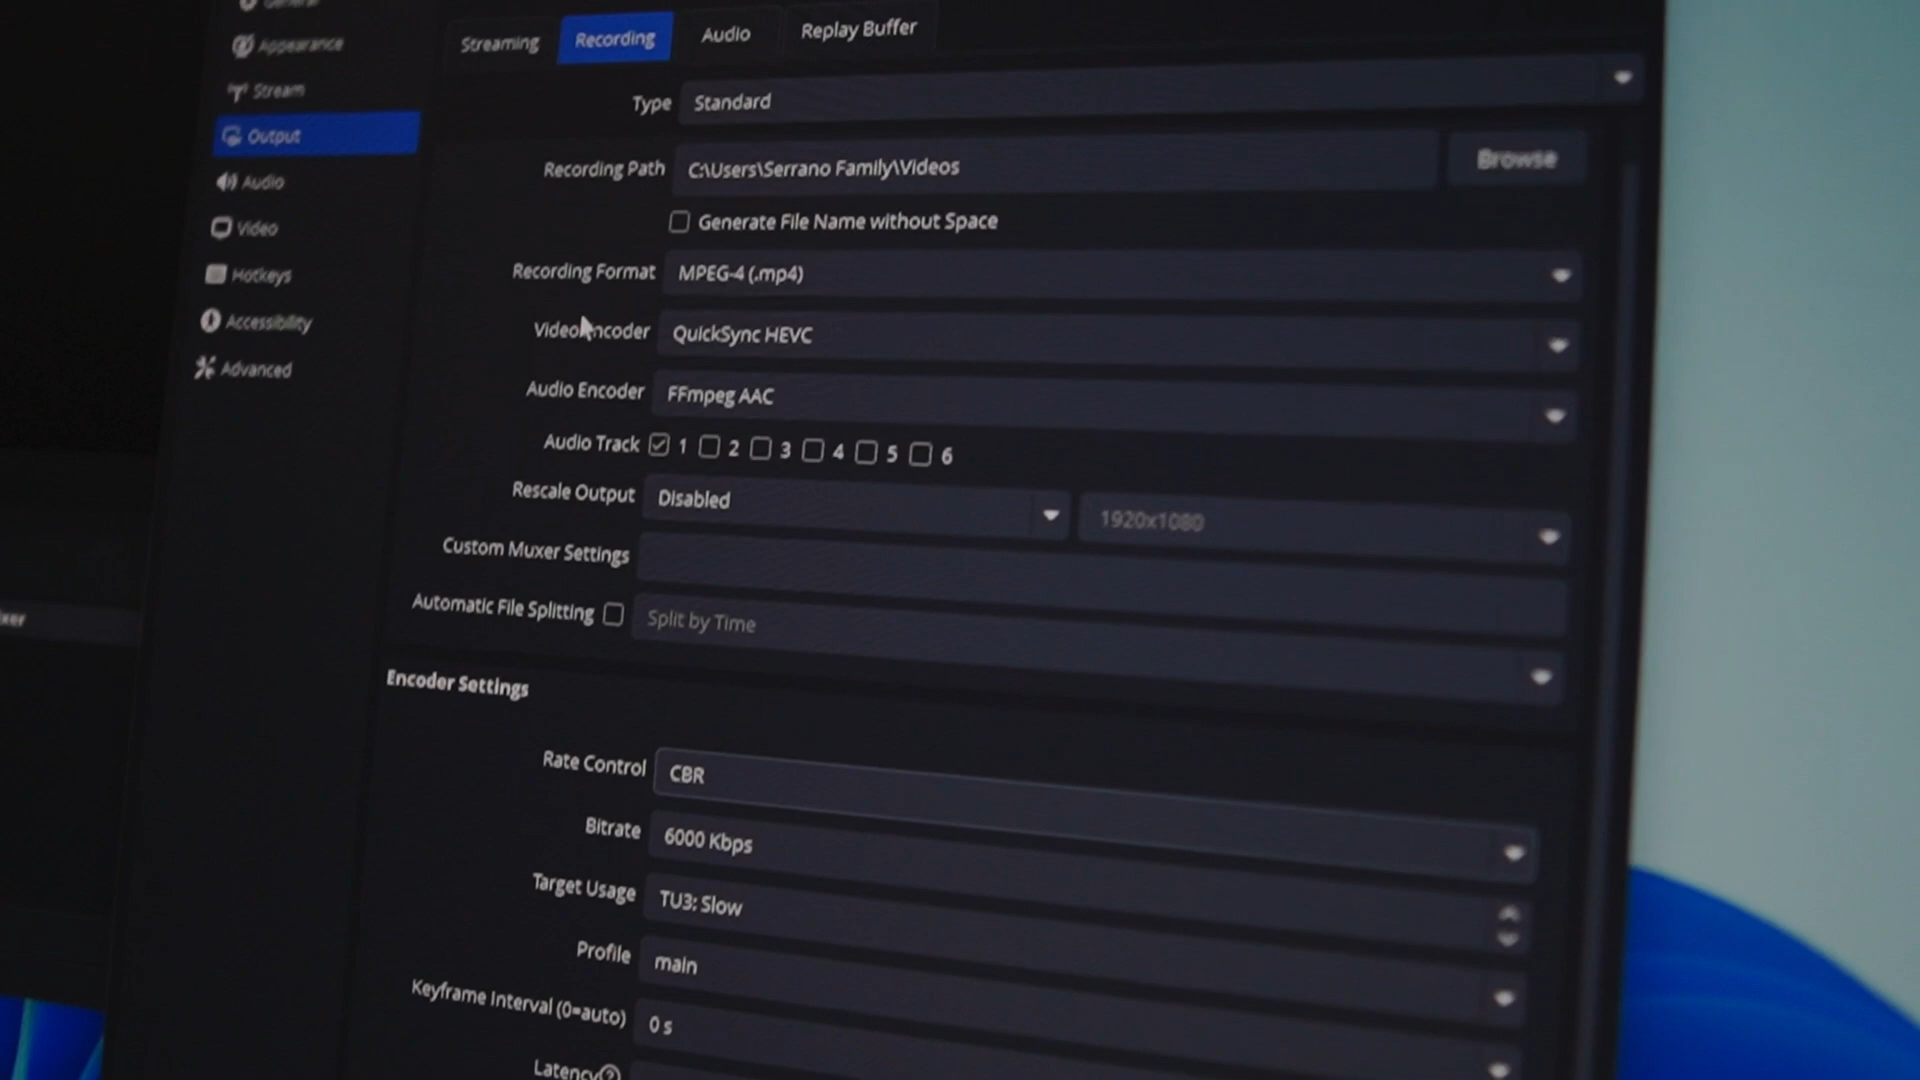 General
Appearance
Stream
Output
Audio
Video
Hotkeys
Accessibility
Advanced
Streaming
Recording
Audio
Replay Buffer
Type Standard
Recording Path C:\Users\Serrano Family\Videos Browse
Generate File Name without Space
Recording Format MPEG-4 (.mp4)
Video Encoder QuickSync HEVC
Audio Encoder FFmpeg AAC
Audio Track 1 2 3 4 5 6
Rescale Output Disabled 1920x1080
Custom Muxer Settings
Automatic File Splitting Split by Time
Encoder Settings
Rate Control CBR
Bitrate 6000 Kbps
Target Usage TU3: Slow
Profile main
Keyframe Interval (0=auto) 0 s
Latency